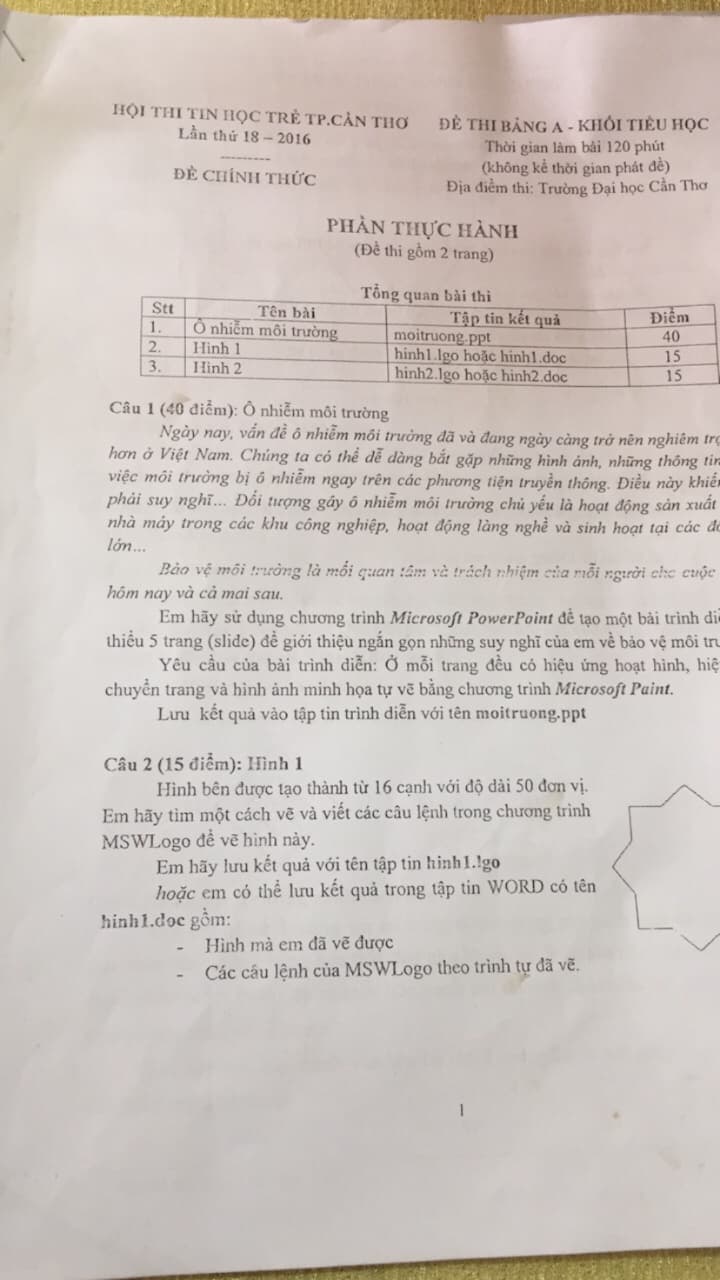 HỘI THI TIN HỌC TRẺ TP.CẦN THƠ
Lần thứ 18 – 2016
ĐỀ CHÍNH THỨC
ĐỀ THI BẢNG A - KHỐI TIỂU HỌC
Thời gian làm bài 120 phút
(không kể thời gian phát đề)
Địa điểm thi: Trường Đại học Cần Thơ
PHẦN THỰC HÀNH
(Đề thi gồm 2 trang)
Tổng quan bài thi
Stt Tên bài Tập tin kết quả Điểm
1. Ô nhiễm môi trường moitruong.ppt 40
2. Hình 1 hinh1.lgo hoặc hinh1.doc 15
3. Hình 2 hinh2.lgo hoặc hinh2.doc 15
Câu 1 (40 điểm): Ô nhiễm môi trường
Ngày nay, vấn đề ô nhiễm môi trường đã và đang ngày càng trở nên nghiêm
hơn ở Việt Nam. Chúng ta có thể dễ dàng bắt gặp những hình ảnh, những thông tin
việc môi trường bị ô nhiễm ngay trên các phương tiện truyền thông. Điều này khiến
phải suy nghĩ... Đối tượng gây ô nhiễm môi trường chủ yếu là hoạt động sản xuất
nhà máy trong các khu công nghiệp, hoạt động làng nghề và sinh hoạt tại các
lớn...
Bảo vệ môi trường là mối quan tâm và trách nhiệm của mỗi người cho cuộc
hôm nay và cả mai sau.
Em hãy sử dụng chương trình Microsoft PowerPoint để tạo một bài trình
thiểu 5 trang (slide) để giới thiệu ngắn gọn những suy nghĩ của em về bảo vệ môi
Yêu cầu của bài trình diễn: Ở mỗi trang đều có hiệu ứng hoạt hình,
chuyển trang và hình ảnh minh họa tự vẽ bằng chương trình Microsoft Paint.
Lưu kết quả vào tập tin trình diễn với tên moitruong.ppt
Câu 2 (15 điểm): Hình 1
Hình bên được tạo thành từ 16 cạnh với độ dài 50 đơn vị.
Em hãy tìm một cách vẽ và viết các câu lệnh trong chương trình
MSWLogo để vẽ hình này.
Em hãy lưu kết quả với tên tập tin hinh1.lgo
hoặc em có thể lưu kết quả trong tập tin WORD có tên
hinh1.doc gồm:
- Hình mà em đã vẽ được
- Các câu lệnh của MSWLogo theo trình tự đã vẽ.
1